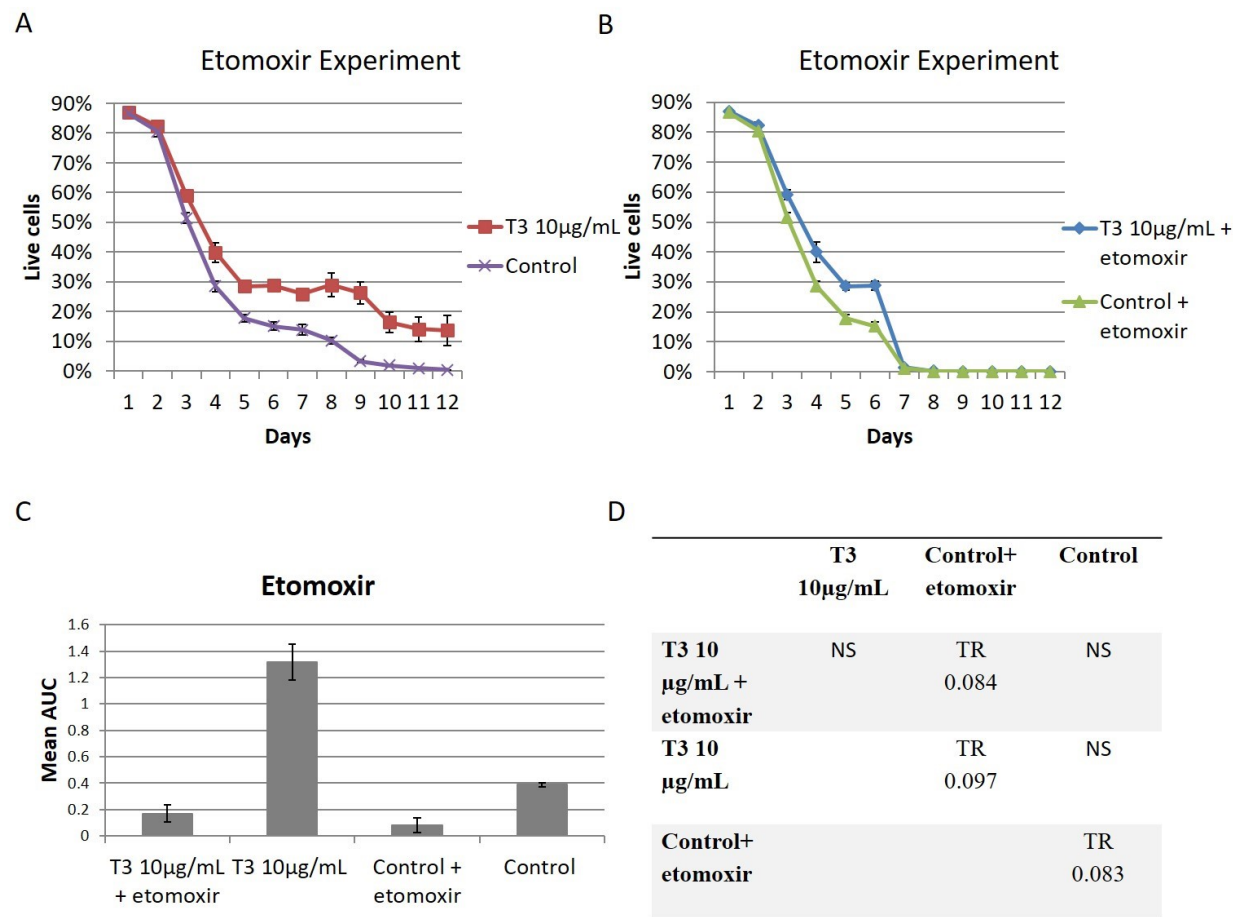 A
Etomoxir Experiment
90%
80%
70%
60%
50%
40%
30%
20%
10%
0%
Live cells
1 2 3 4 5 6 7 8 9 10 11 12
Days
T3 10µg/mL
Control
B
Etomoxir Experiment
90%
80%
70%
60%
50%
40%
30%
20%
10%
0%
Live cells
1 2 3 4 5 6 7 8 9 10 11 12
Days
T3 10µg/mL +
etomoxir
Control +
etomoxir
C
Etomoxir
1.6
1.4
1.2
1
0.8
0.6
0.4
0.2
0
Mean AUC
T3 10µg/mL T3 10µg/mL Control + Control
+ etomoxir etomoxir
D
T3 Control+ Control
10µg/mL etomoxir
T3 10 NS TR NS
µg/mL + 0.084
etomoxir
T3 10 TR NS
µg/mL 0.097
Control+ TR
etomoxir 0.083